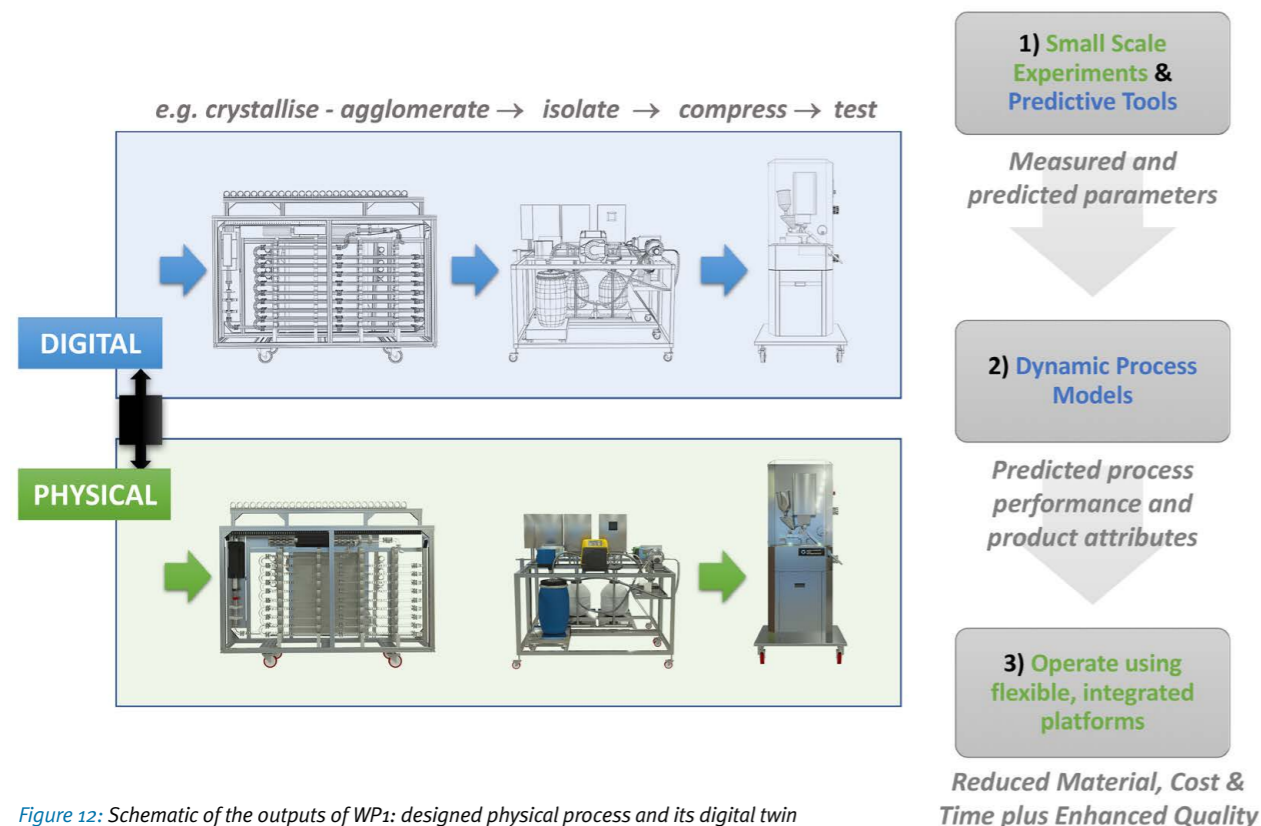 e.g. crystallise - agglomerate → isolate → compress → test
DIGITAL
PHYSICAL
1) Small Scale
Experiments &
Predictive Tools
Measured and
predicted parameters
2) Dynamic Process
Models
Predicted process
performance and
product attributes
3) Operate using
flexible, integrated
platforms
Reduced Material, Cost &
Time plus Enhanced Quality
Figure 12: Schematic of the outputs of WP1: designed physical process and its digital twin